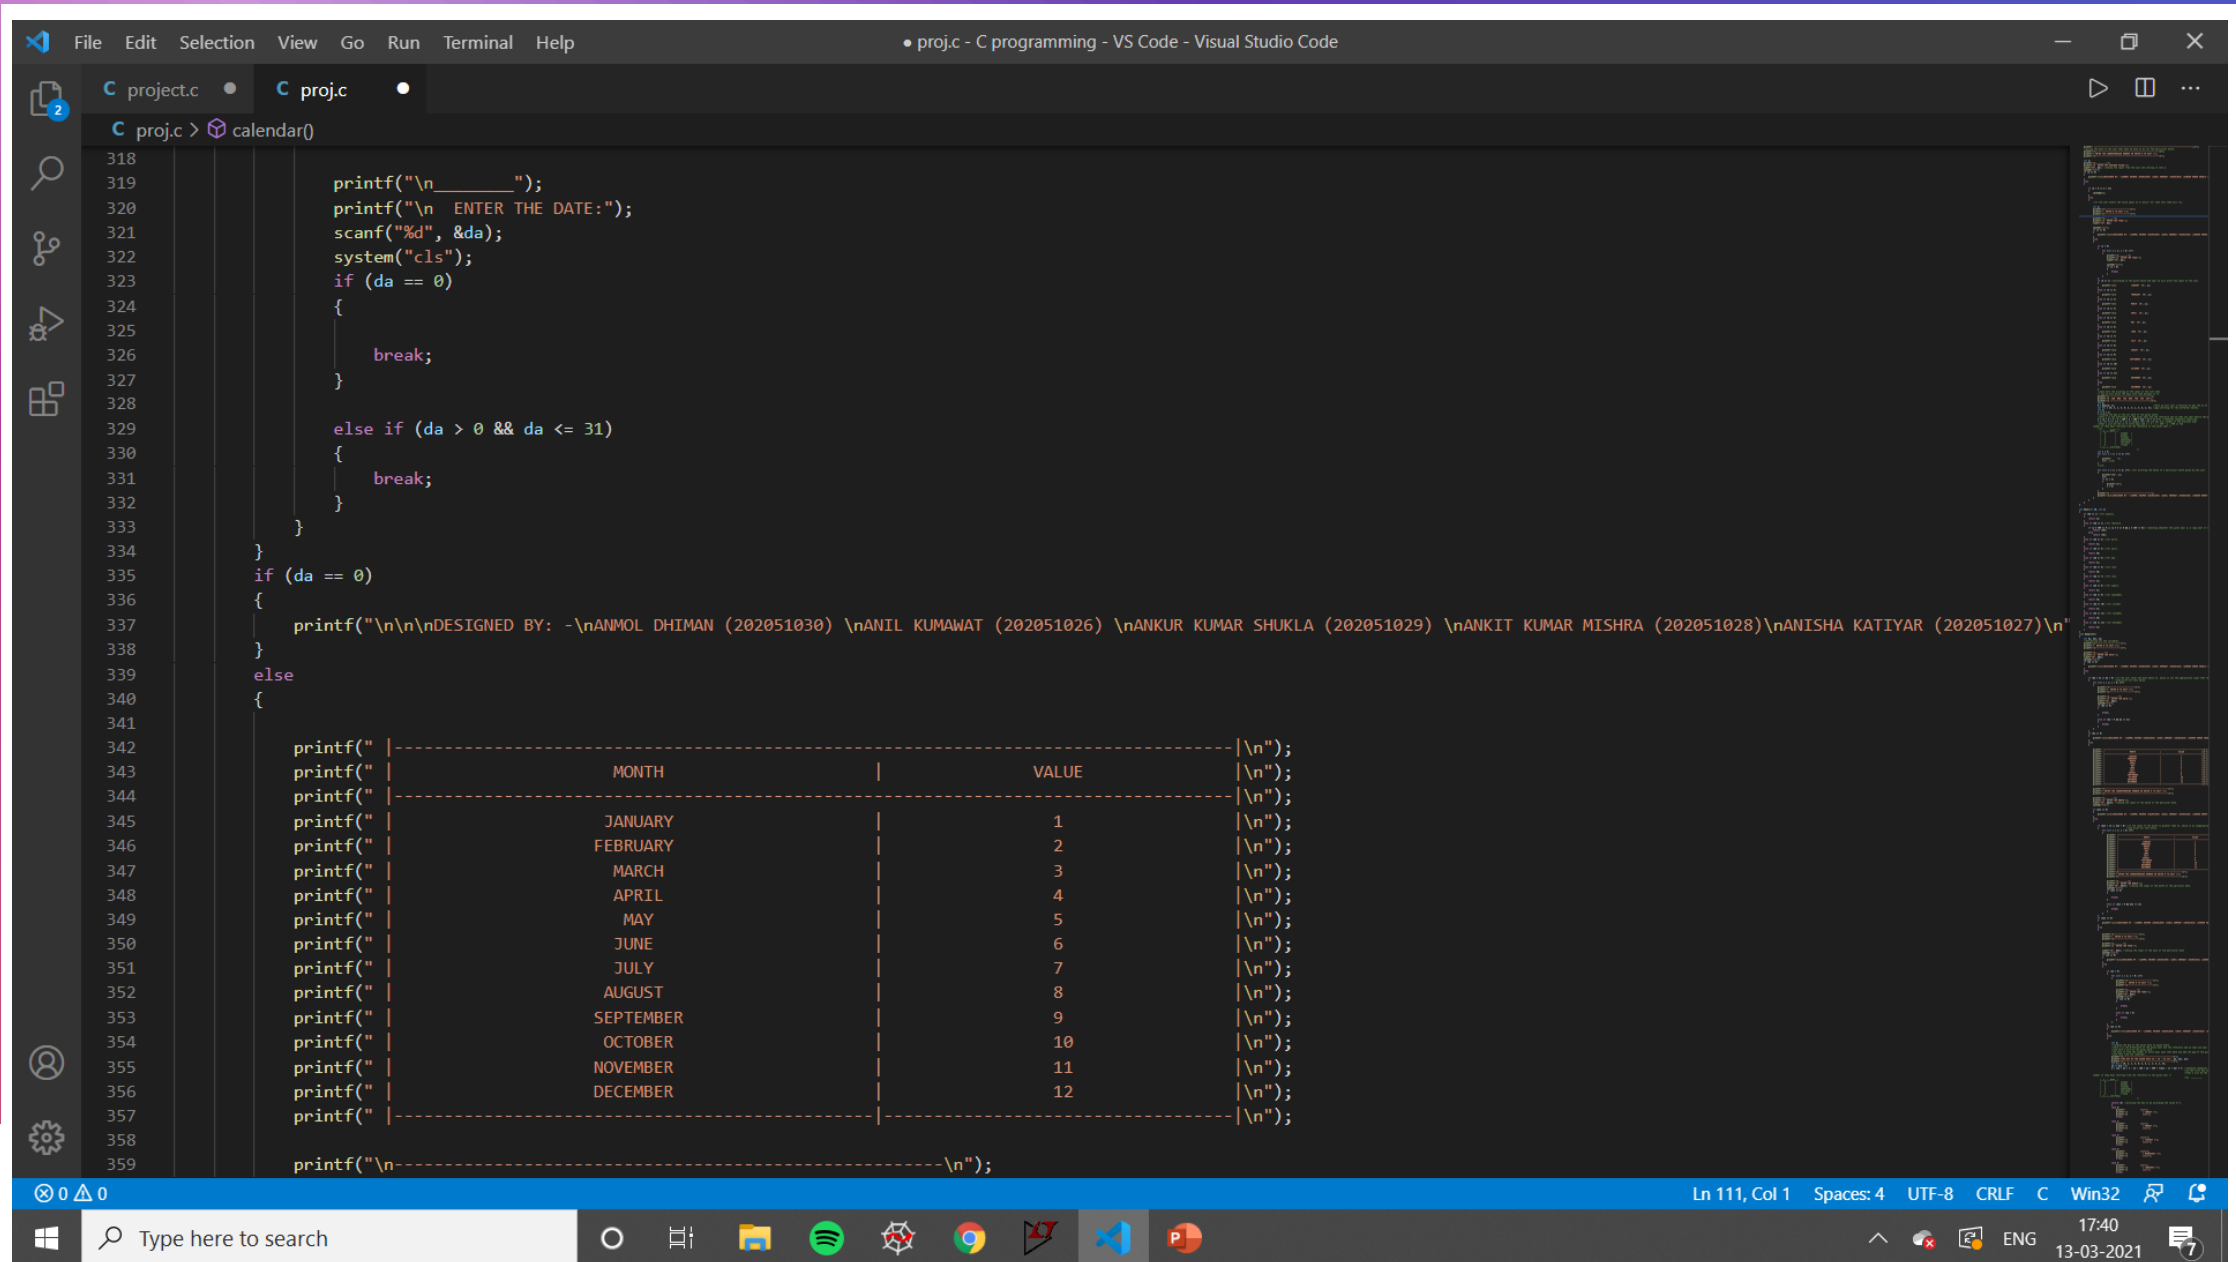 File Edit Selection View Go Run Terminal Help
● proj.c - C programming - VS Code - Visual Studio Code
C project.c ● C proj.c ●
2
C proj.c > calendar()
318
319 printf("\n________");
320 printf("\n  ENTER THE DATE:");
321 scanf("%d", &da);
322 system("cls");
323 if (da == 0)
324 {
325
326 break;
327 }
328
329 else if (da > 0 && da <= 31)
330 {
331 break;
332 }
333 }
334 }
335 if (da == 0)
336 {
337 printf("\n\n\nDESIGNED BY: -\nANMOL DHIMAN (202051030) \nANIL KUMAWAT (202051026) \nANKUR KUMAR SHUKLA (202051029) \nANKIT KUMAR MISHRA (202051028)\nANISHA KATIYAR (202051027)\n"
338 }
339 else
340 {
341
342 printf(" |------------------------------------------------------------------------------------|\n");
343 printf(" |                      MONTH                     |               VALUE               |\n");
344 printf(" |------------------------------------------------------------------------------------|\n");
345 printf(" |                     JANUARY                    |                 1                 |\n");
346 printf(" |                    FEBRUARY                    |                 2                 |\n");
347 printf(" |                      MARCH                     |                 3                 |\n");
348 printf(" |                      APRIL                     |                 4                 |\n");
349 printf(" |                       MAY                      |                 5                 |\n");
350 printf(" |                      JUNE                      |                 6                 |\n");
351 printf(" |                      JULY                      |                 7                 |\n");
352 printf(" |                     AUGUST                     |                 8                 |\n");
353 printf(" |                    SEPTEMBER                   |                 9                 |\n");
354 printf(" |                     OCTOBER                    |                 10                |\n");
355 printf(" |                    NOVEMBER                    |                 11                |\n");
356 printf(" |                    DECEMBER                    |                 12                |\n");
357 printf(" |------------------------------------------------|-----------------------------------|\n");
358
359 printf("\n-------------------------------------------------------\n");
0 0 Ln 111, Col 1 Spaces: 4 UTF-8 CRLF C Win32
Type here to search
ENG
17:40
13-03-2021
7